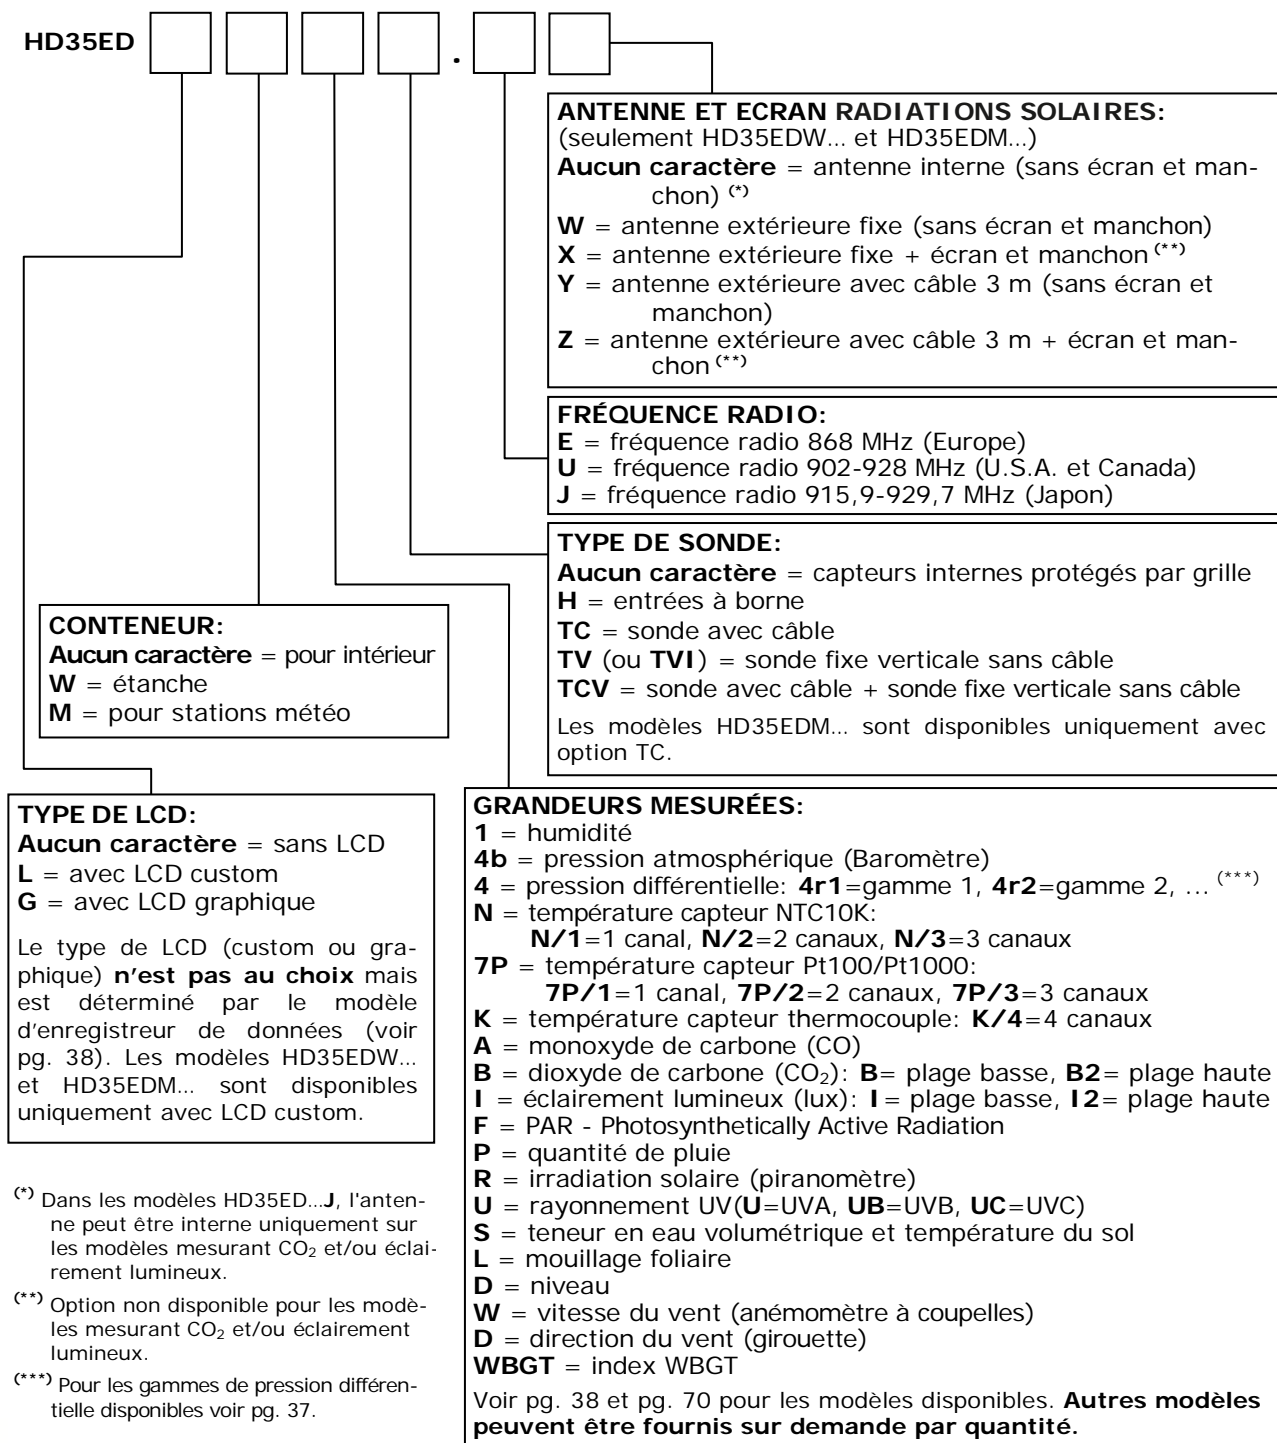 HD35ED .
ANTENNE ET ECRAN RADIATIONS SOLAIRES:
(seulement HD35EDW... et HD35EDM...)
Aucun caractère = antenne interne (sans écran et man-
chon) (*)
W = antenne extérieure fixe (sans écran et manchon)
X = antenne extérieure fixe + écran et manchon (**)
Y = antenne extérieure avec câble 3 m (sans écran et
manchon)
Z = antenne extérieure avec câble 3 m + écran et man-
chon (**)
FRÉQUENCE RADIO:
E = fréquence radio 868 MHz (Europe)
U = fréquence radio 902-928 MHz (U.S.A. et Canada)
J = fréquence radio 915,9-929,7 MHz (Japon)
TYPE DE SONDE:
Aucun caractère = capteurs internes protégés par grille
H = entrées à borne
TC = sonde avec câble
TV (ou TVI) = sonde fixe verticale sans câble
TCV = sonde avec câble + sonde fixe verticale sans câble
Les modèles HD35EDM... sont disponibles uniquement avec
option TC.
CONTENEUR:
Aucun caractère = pour intérieur
W = étanche
M = pour stations météo
TYPE DE LCD:
Aucun caractère = sans LCD
L = avec LCD custom
G = avec LCD graphique
Le type de LCD (custom ou gra-
phique) n'est pas au choix mais
est déterminé par le modèle
d'enregistreur de données (voir
pg. 38). Les modèles HD35EDW...
et HD35EDM... sont disponibles
uniquement avec LCD custom.
GRANDEURS MESURÉES:
1 = humidité
4b = pression atmosphérique (Baromètre)
4 = pression différentielle: 4r1=gamme 1, 4r2=gamme 2, ... (***)
N = température capteur NTC10K:
N/1=1 canal, N/2=2 canaux, N/3=3 canaux
7P = température capteur Pt100/Pt1000:
7P/1=1 canal, 7P/2=2 canaux, 7P/3=3 canaux
K = température capteur thermocouple: K/4=4 canaux
A = monoxyde de carbone (CO)
B = dioxyde de carbone (CO₂): B= plage basse, B2= plage haute
I = éclairement lumineux (lux): I= plage basse, I2= plage haute
F = PAR - Photosynthetically Active Radiation
P = quantité de pluie
R = irradiation solaire (piranomètre)
U = rayonnement UV(U=UVA, UB=UVB, UC=UVC)
S = teneur en eau volumétrique et température du sol
L = mouillage foliaire
D = niveau
W = vitesse du vent (anémomètre à coupelles)
D = direction du vent (girouette)
WBGT = index WBGT
Voir pg. 38 et pg. 70 pour les modèles disponibles. Autres modèles
peuvent être fournis sur demande par quantité.
(*) Dans les modèles HD35ED...J, l'anten-
ne peut être interne uniquement sur
les modèles mesurant CO₂ et/ou éclai-
rement lumineux.
(**) Option non disponible pour les modè-
les mesurant CO₂ et/ou éclairement
lumineux.
(***) Pour les gammes de pression différen-
tielle disponibles voir pg. 37.